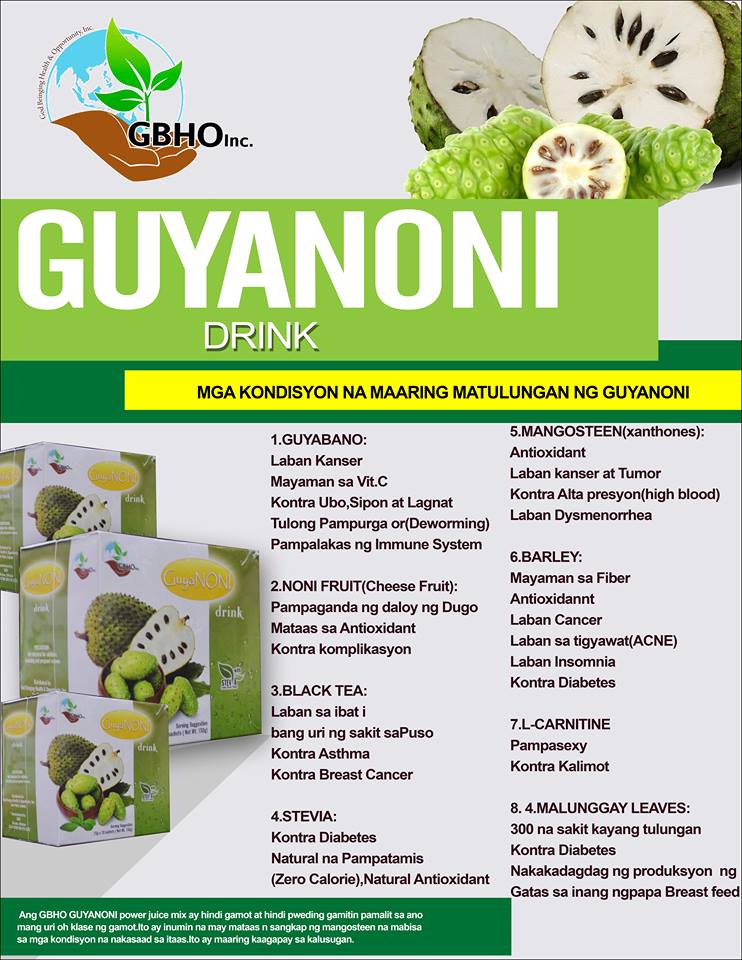 God Bringing Health & Opportunity, Inc.
GBHO Inc.
GUYANONI
DRINK
MGA KONDISYON NA MAARING MATULUNGAN NG GUYANONI
1.GUYABANO:
Laban Kanser
Mayaman sa Vit.C
Kontra Ubo,Sipon at Lagnat
Tulong Pampurga or(Deworming)
Pampalakas ng Immune System
2.NONI FRUIT(Cheese Fruit):
Pampaganda ng daloy ng Dugo
Mataas sa Antioxidant
Kontra komplikasyon
3.BLACK TEA:
Laban sa ibat i
bang uri ng sakit saPuso
Kontra Asthma
Kontra Breast Cancer
4.STEVIA:
Kontra Diabetes
Natural na Pampatamis
(Zero Calorie),Natural Antioxidant
5.MANGOSTEEN(xanthones):
Antioxidant
Laban kanser at Tumor
Kontra Alta presyon(high blood)
Laban Dysmenorrhea
6.BARLEY:
Mayaman sa Fiber
Antioxidannt
Laban Cancer
Laban sa tigyawat(ACNE)
Laban Insomnia
Kontra Diabetes
7.L-CARNITINE
Pampasexy
Kontra Kalimot
8. 4.MALUNGGAY LEAVES:
300 na sakit kayang tulungan
Kontra Diabetes
Nakakadagdag ng produksyon ng
Gatas sa inang ngpapa Breast feed
GuyaNONI
drink
GBHO Inc.
GuyaNONI
drink
STEVIA
Serving Suggestion
GBHO Inc.
GuyaNONI
drink
Serving Suggestion
Ang GBHO GUYANONI power juice mix ay hindi gamot at hindi pweding gamitin pamalit sa ano
mang uri oh klase ng gamot.Ito ay inumin na may mataas n sangkap ng mangosteen na mabisa
sa mga kondisyon na nakasaad sa itaas.Ito ay maaring kaagapay sa kalusugan.